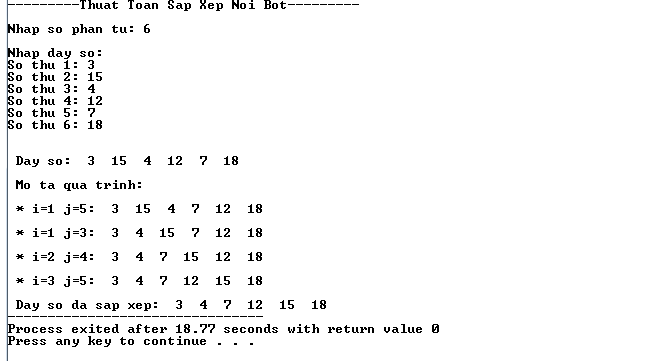 ---------Thuat Toan Sap Xep Noi Bot---------
Nhap so phan tu: 6
Nhap day so:
So thu 1: 3
So thu 2: 15
So thu 3: 4
So thu 4: 12
So thu 5: 7
So thu 6: 18
Day so:  3  15  4  12  7  18
Mo ta qua trinh:
* i=1 j=5:  3  15  4  7  12  18
* i=1 j=3:  3  4  15  7  12  18
* i=2 j=4:  3  4  7  15  12  18
* i=3 j=5:  3  4  7  12  15  18
Day so da sap xep:  3  4  7  12  15  18
--------------------------------
Process exited after 18.77 seconds with return value 0
Press any key to continue . . .